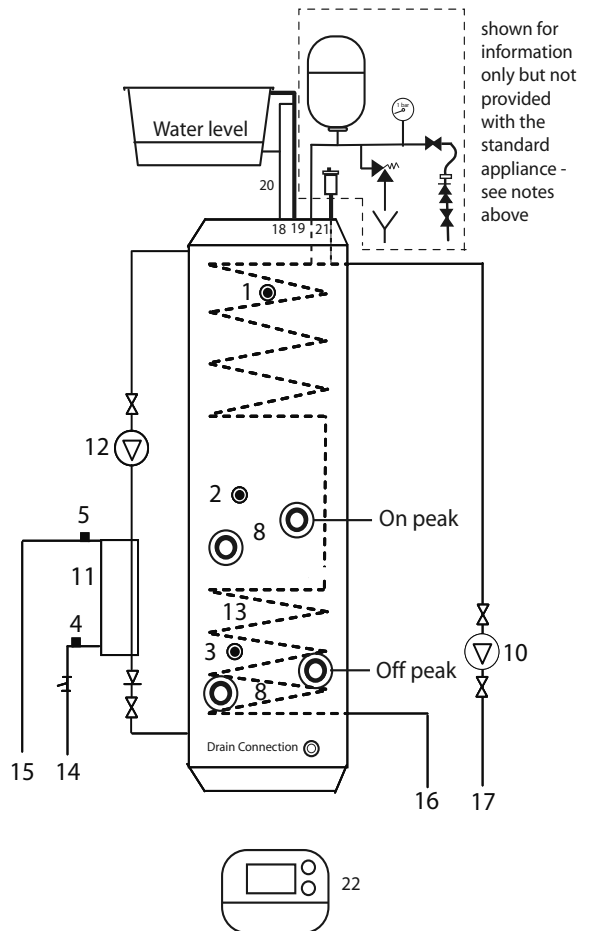 shown for
information
only but not
provided
with the
standard
appliance -
see notes
above
1 bar
Water level
20
18 19 21
1
12
2
5
8
On peak
11
13
4
3
10
Off peak
8
Drain Connection
15 14
16
17
22